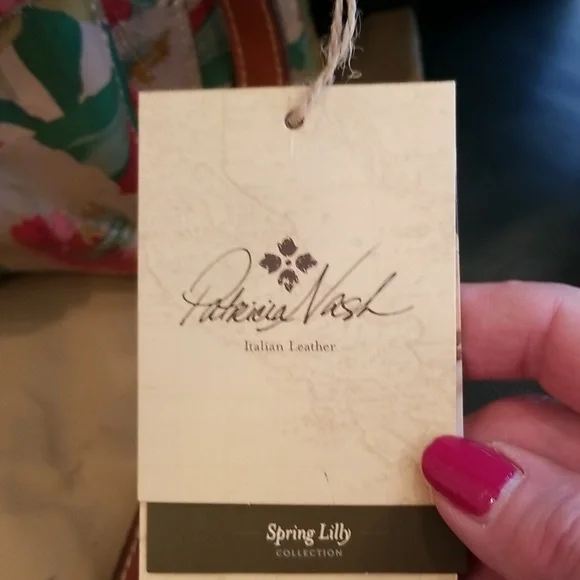 Patricia Nash
Italian Leather
Spring Lilly
COLLECTION